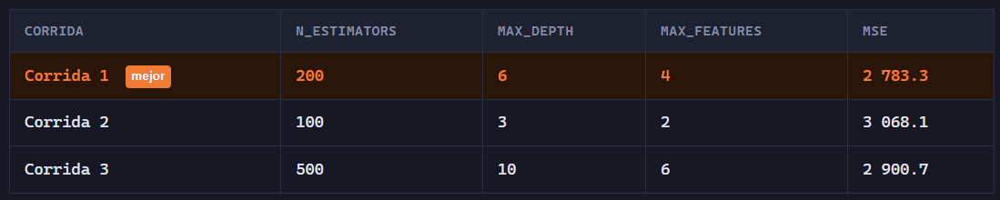 CORRIDA N_ESTIMATORS MAX_DEPTH MAX_FEATURES MSE
Corrida 1 mejor 200 6 4 2 783.3
Corrida 2 100 3 2 3 068.1
Corrida 3 500 10 6 2 900.7